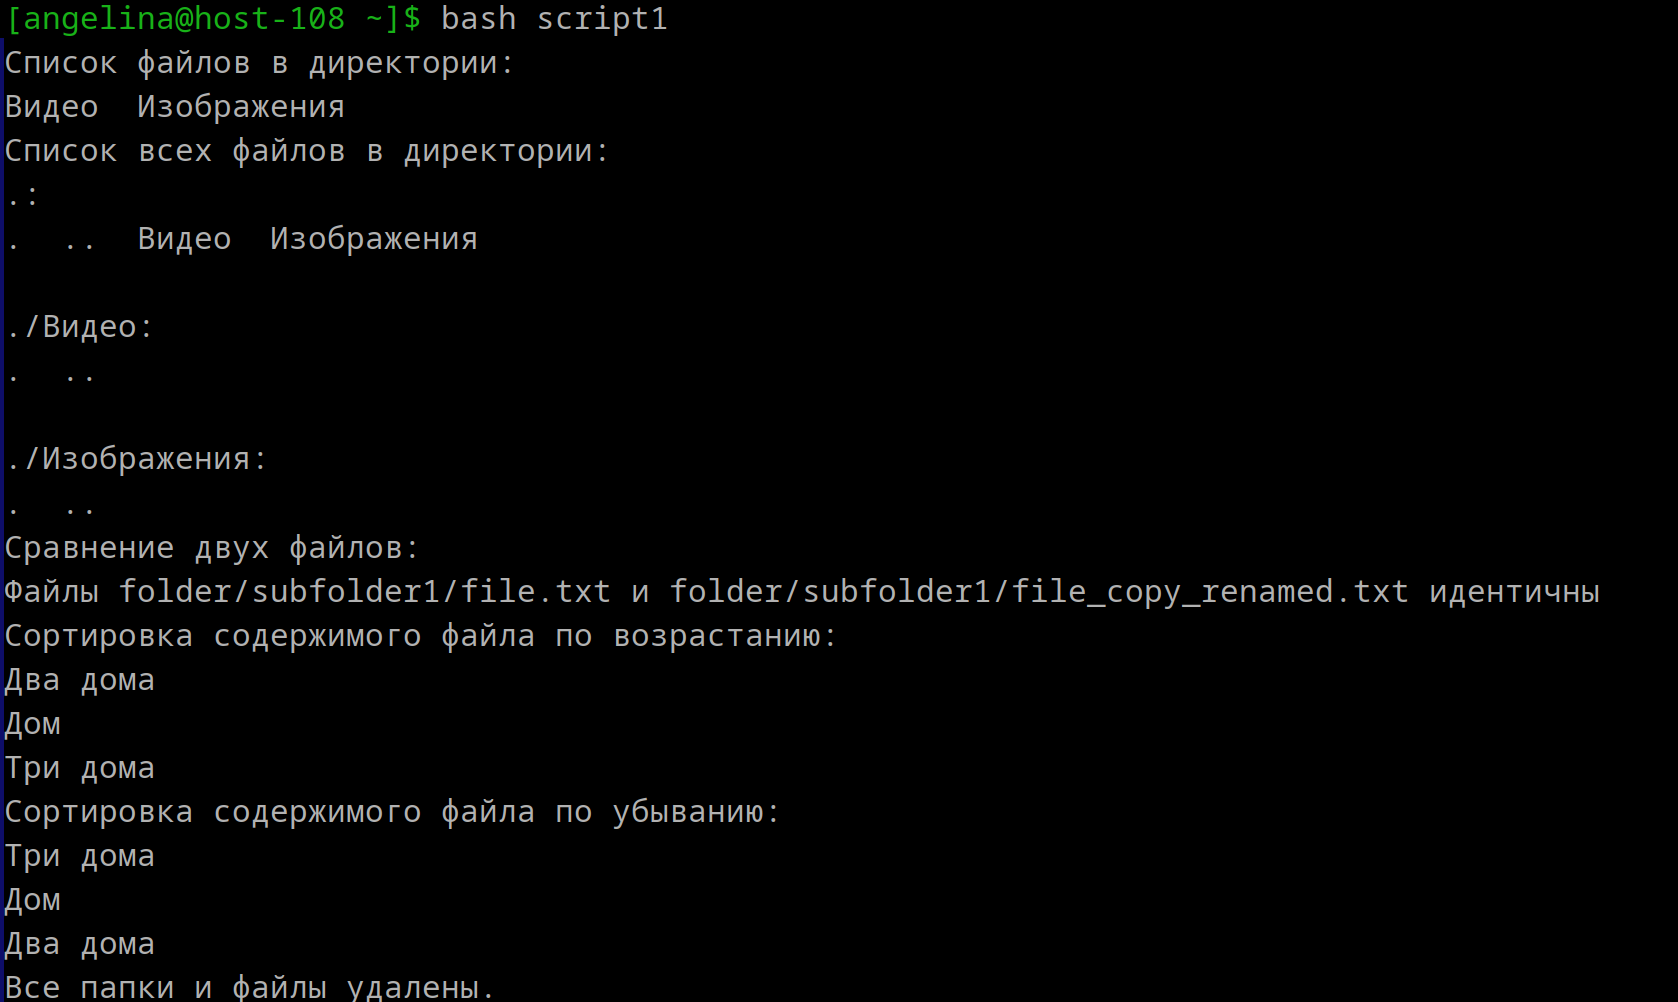 [angelina@host-108 ~]$ bash script1
Список файлов в директории:
Видео  Изображения
Список всех файлов в директории:
.:
.  ..  Видео  Изображения
./Видео:
.  ..
./Изображения:
.  ..
Сравнение двух файлов:
Файлы folder/subfolder1/file.txt и folder/subfolder1/file_copy_renamed.txt идентичны
Сортировка содержимого файла по возрастанию:
Два дома
Дом
Три дома
Сортировка содержимого файла по убыванию:
Три дома
Дом
Два дома
Все папки и файлы удалены.